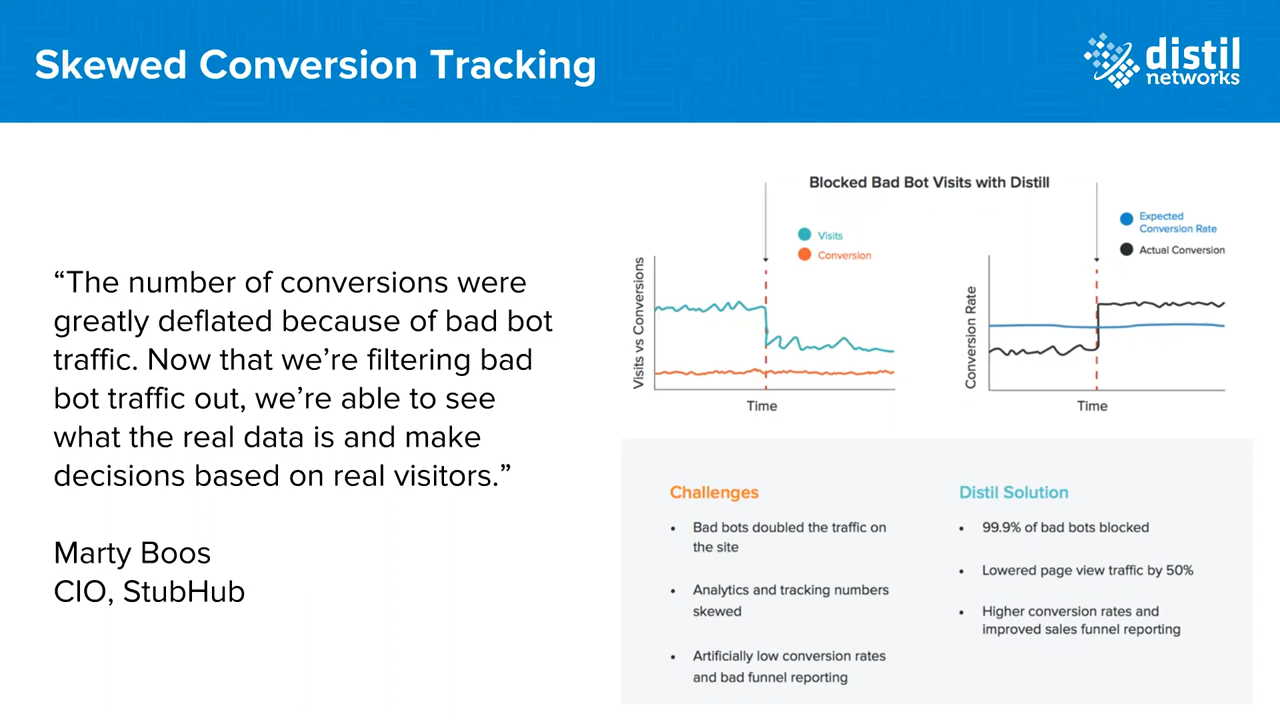 Skewed Conversion Tracking
distil
networks
“The number of conversions were
greatly deflated because of bad bot
traffic. Now that we’re filtering bad
bot traffic out, we’re able to see
what the real data is and make
decisions based on real visitors.”
Marty Boos
CIO, StubHub
Blocked Bad Bot Visits with Distill
Visits
Conversion
Visits vs Conversions
Time
Expected
Conversion Rate
Actual Conversion
Conversion Rate
Time
Challenges
• Bad bots doubled the traffic on
the site
• Analytics and tracking numbers
skewed
• Artificially low conversion rates
and bad funnel reporting
Distil Solution
• 99.9% of bad bots blocked
• Lowered page view traffic by 50%
• Higher conversion rates and
improved sales funnel reporting